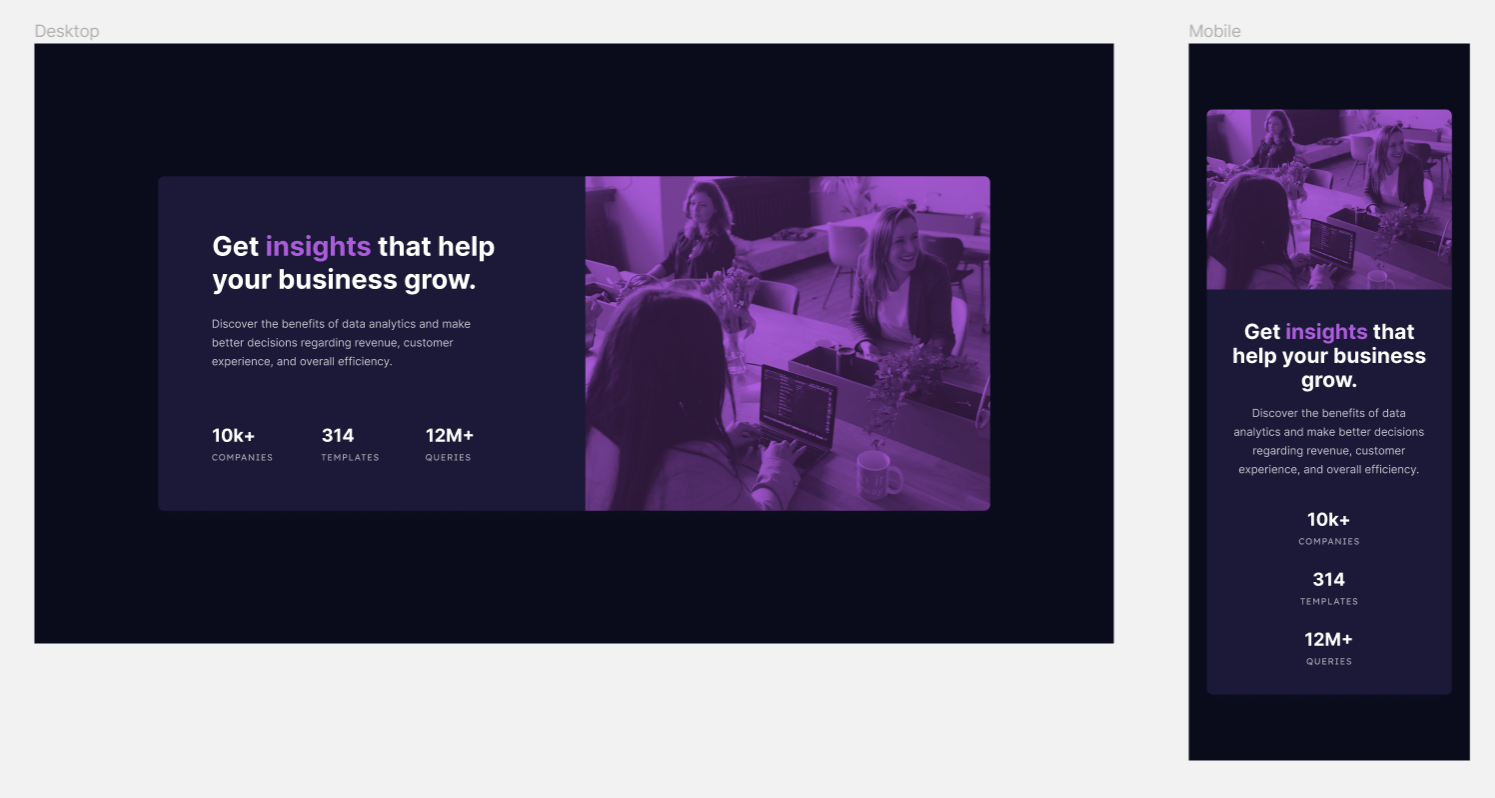 Desktop
Get insights that help
your business grow.
Discover the benefits of data analytics and make
better decisions regarding revenue, customer
experience, and overall efficiency.
10k+
COMPANIES
314
TEMPLATES
12M+
QUERIES
Mobile
Get insights that
help your business
grow.
Discover the benefits of data
analytics and make better decisions
regarding revenue, customer
experience, and overall efficiency.
10k+
COMPANIES
314
TEMPLATES
12M+
QUERIES